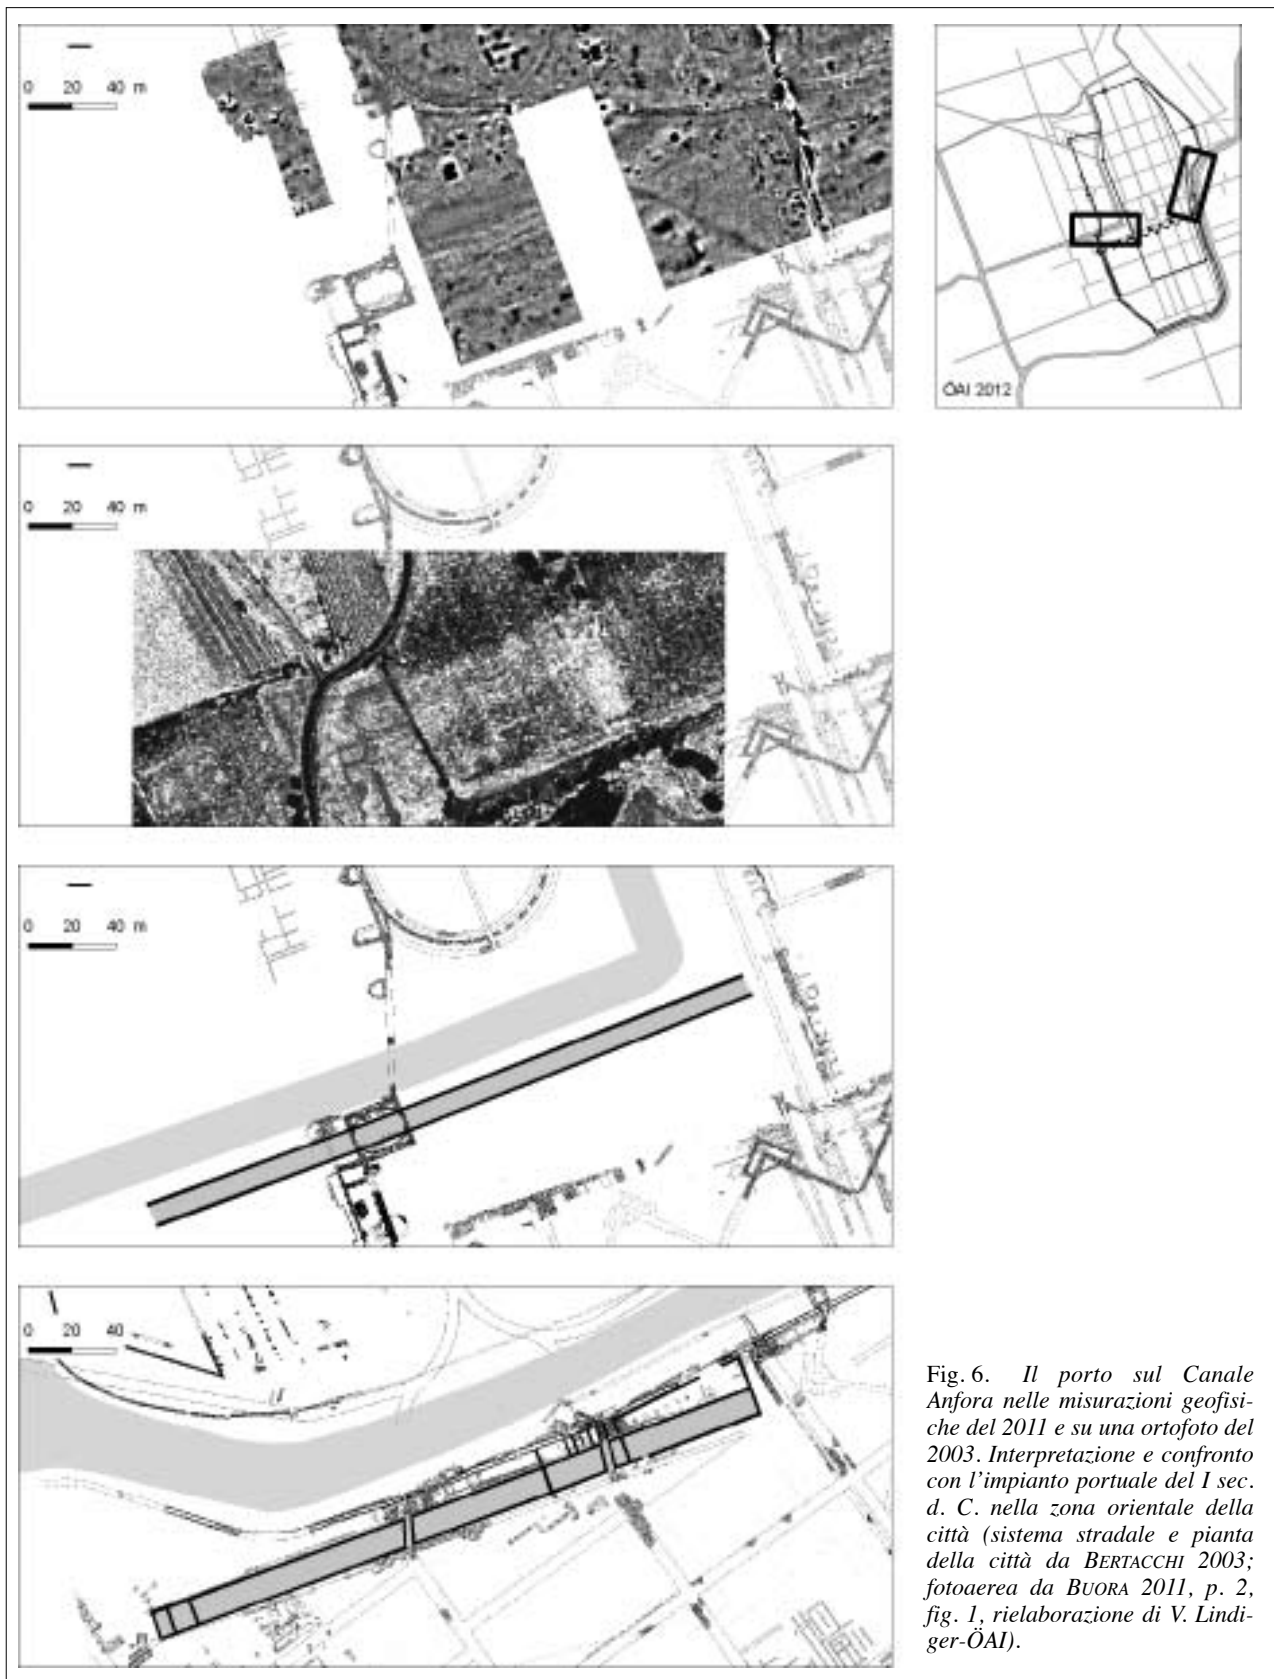 0 20 40 m
ÖAI 2012
0 20 40 m
0 20 40 m
0 20 40
Fig. 6. Il porto sul Canale
Anfora nelle misurazioni geofisi-
che del 2011 e su una ortofoto del
2003. Interpretazione e confronto
con l'impianto portuale del I sec.
d. C. nella zona orientale della
città (sistema stradale e pianta
della città da BERTACCHI 2003;
fotoaerea da BUORA 2011, p. 2,
fig. 1, rielaborazione di V. Lindi-
ger-ÖAI).